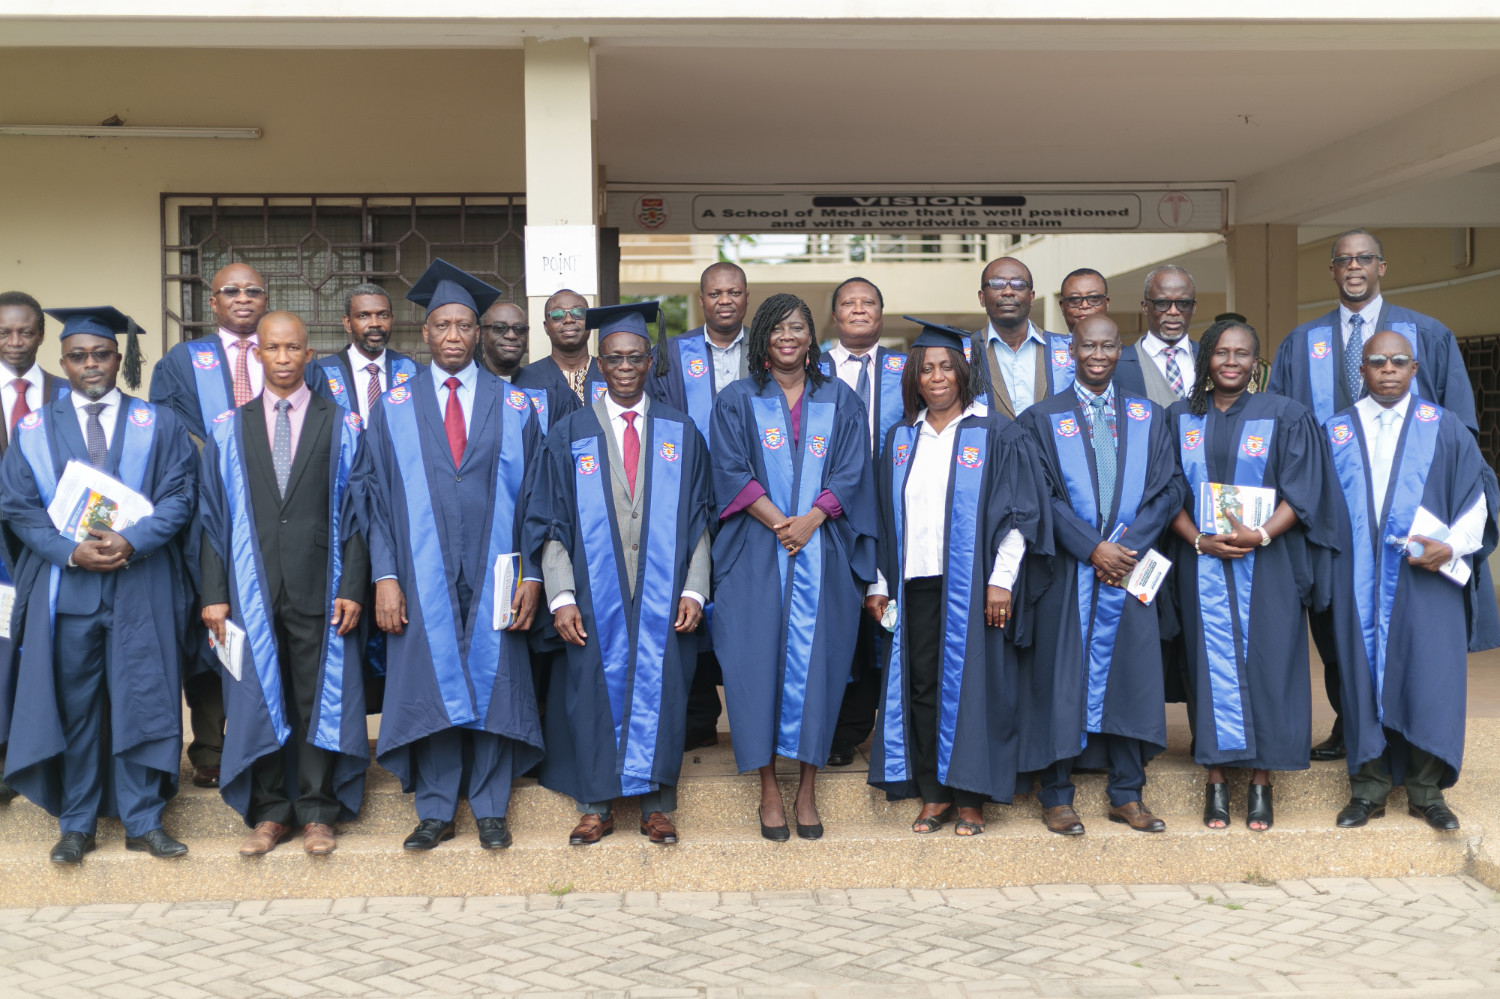 VISION
A School of Medicine that is well positioned
and with a worldwide acclaim
POINT